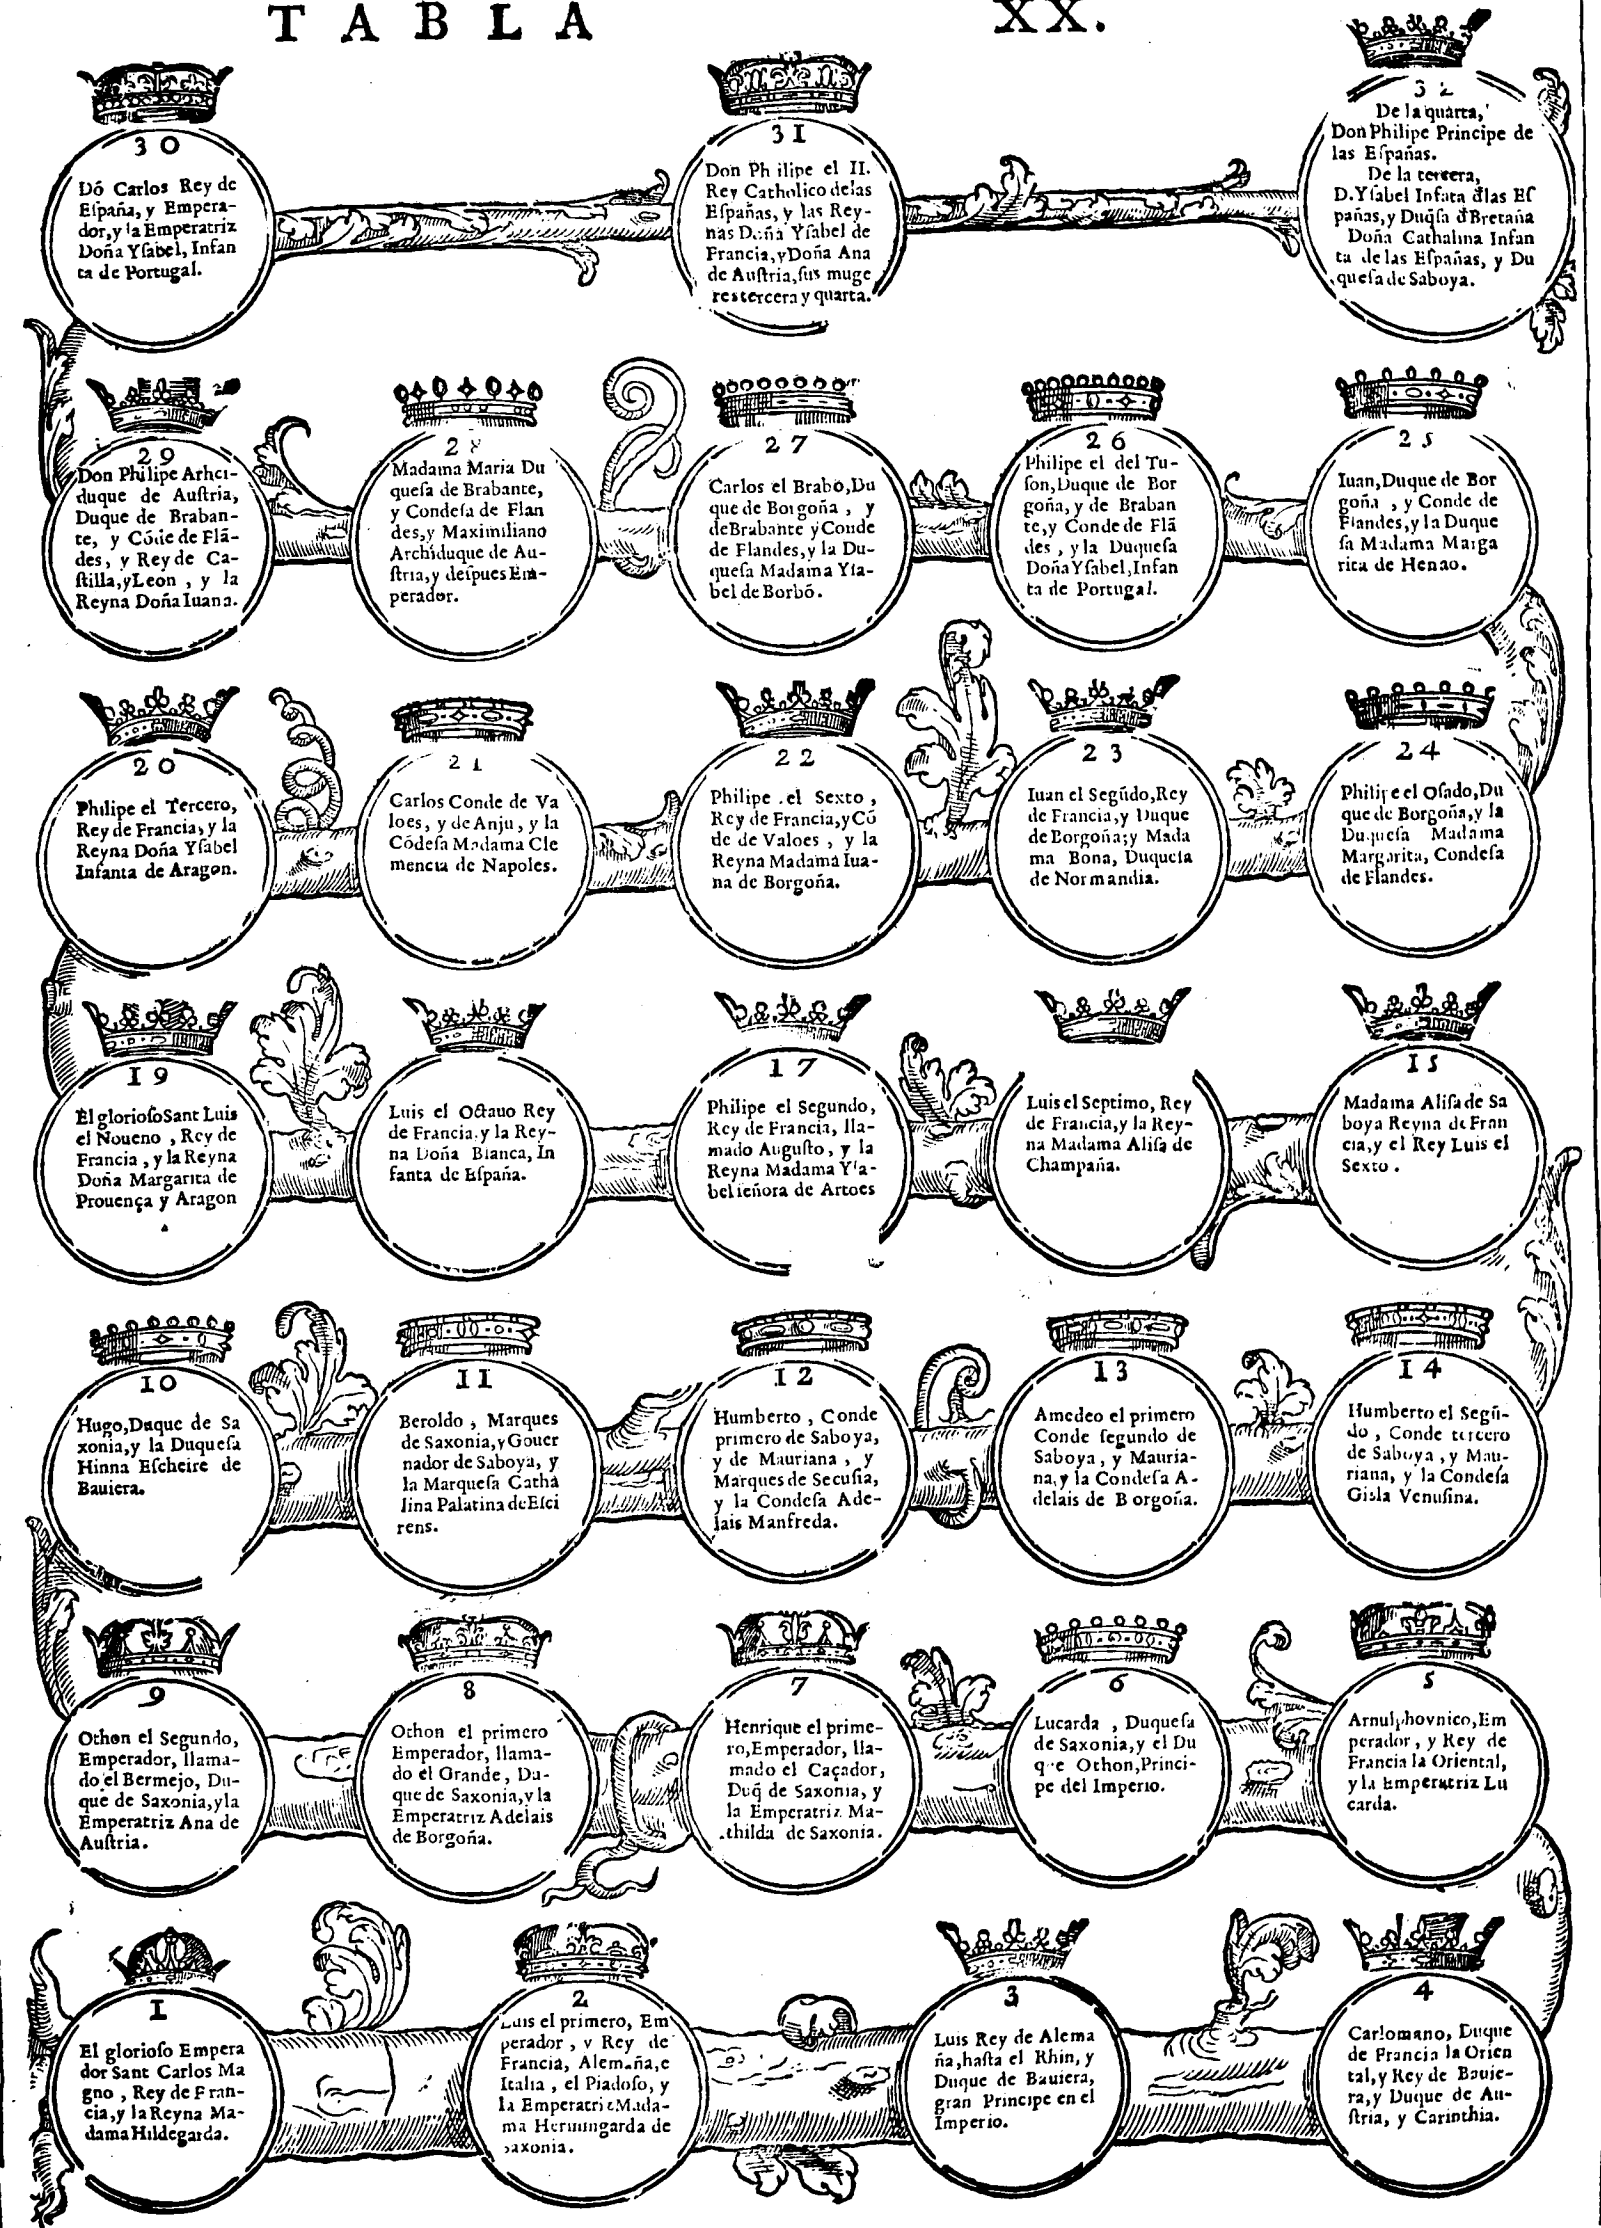 TABLA XX.
30
Dõ Carlos Rey de
Eſpaña, y Empera-
dor, y la Emperatriz
Doña Yſabel, Infan
ta de Portugal.
31
Don Philipe el II.
Rey Catholico delas
Eſpañas, y las Rey-
nas Doña Yſabel de
Francia, y Doña Ana
de Auſtria, ſus muge
res tercera y quarta.
32
De la quarta,
Don Philipe Principe de
las Eſpañas.
De la tercera,
D. Yſabel Infãta đlas Eſ
pañas, y Duq̃ſa đ Bretaña
Doña Cathalina Infan
ta de las Eſpañas, y Du
queſa de Saboya.
29
Don Philipe Archi-
duque de Auſtria,
Duque de Braban-
te, y Cõde de Flã-
des, y Rey de Ca-
ſtilla, y Leon, y la
Reyna Doña Iuana.
28
Madama Maria Du
queſa de Brabante,
y Condeſa de Flan
des, y Maximiliano
Archiduque de Au-
ſtria, y deſpues Em-
perador.
27
Carlos el Brabo, Du
que de Borgoña, y
de Brabante y Conde
de Flandes, y la Du-
queſa Madama Yſa-
bel de Borbõ.
26
Philipe el del Tu-
ſon, Duque de Bor
goña, y de Braban
te, y Conde de Flã
des, y la Duqueſa
Doña Yſabel, Infan
ta de Portugal.
25
Iuan, Duque de Bor
goña, y Conde de
Flandes, y la Duque
ſa Madama Marga
rita de Henao.
20
Philipe el Tercero,
Rey de Francia, y la
Reyna Doña Yſabel
Infanta de Aragon.
21
Carlos Conde de Va
loes, y de Anju, y la
Cõdeſa Madama Cle
mencia de Napoles.
22
Philipe el Sexto,
Rey de Francia, y Cõ
de de Valoes, y la
Reyna Madama Iua-
na de Borgoña.
23
Iuan el Segũdo, Rey
de Francia, y Duque
de Borgoña; y Mada
ma Bona, Duqueſa
de Normandia.
24
Philipe el Oſado, Du
que de Borgoña, y la
Duqueſa Madama
Margarita, Condeſa
de Flandes.
19
El glorioſo Sant Luis
el Noueno, Rey de
Francia, y la Reyna
Doña Margarita de
Prouença y Aragon
Luis el Octauo Rey
de Francia, y la Rey-
na Doña Blanca, In
fanta de Eſpaña.
17
Philipe el Segundo,
Rey de Francia, lla-
mado Auguſto, y la
Reyna Madama Yſa-
bel ſeñora de Artoes
Luis el Septimo, Rey
de Francia, y la Rey-
na Madama Aliſa de
Champaña.
15
Madama Aliſa de Sa
boya Reyna de Fran
cia, y el Rey Luis el
Sexto.
10
Hugo, Duque de Sa
xonia, y la Duqueſa
Hinna Eſcheire de
Bauiera.
11
Beroldo, Marques
de Saxonia, y Gouer
nador de Saboya, y
la Marqueſa Catha
lina Palatina de Eſci
rens.
12
Humberto, Conde
primero de Saboya,
y de Mauriana, y
Marques de Secuſia,
y la Condeſa Ade-
lais Manfreda.
13
Amedeo el primero
Conde ſegundo de
Saboya, y Mauria-
na, y la Condeſa A-
delais de Borgoña.
14
Humberto el Segũ-
do, Conde tercero
de Saboya, y Mau-
riana, y la Condeſa
Gisla Venuſina.
9
Othon el Segundo,
Emperador, llama-
do el Bermejo, Du-
que de Saxonia, y la
Emperatriz Ana de
Auſtria.
8
Othon el primero
Emperador, llama-
do el Grande, Du-
que de Saxonia, y la
Emperatriz Adelais
de Borgoña.
7
Henrique el prime-
ro, Emperador, lla-
mado el Caçador,
Duq̃ de Saxonia, y
la Emperatriz Ma-
thilda de Saxonia.
6
Lucarda, Duqueſa
de Saxonia, y el Du
que Othon, Princi-
pe del Imperio.
5
Arnulphovnico, Em
perador, y Rey de
Francia la Oriental,
y la Emperatriz Lu
carda.
1
El glorioſo Empera
dor Sant Carlos Ma
gno, Rey de Fran-
cia, y la Reyna Ma-
dama Hildegarda.
2
Luis el primero, Em
perador, y Rey de
Francia, Alemaña, e
Italia, el Piadoſo, y
la Emperatriz Mada-
ma Hermingarda de
Saxonia.
3
Luis Rey de Alema
ña, haſta el Rhin, y
Duque de Bauiera,
gran Principe en el
Imperio.
4
Carlomano, Duque
de Francia la Orien
tal, y Rey de Bauie-
ra, y Duque de Au-
ſtria, y Carinthia.